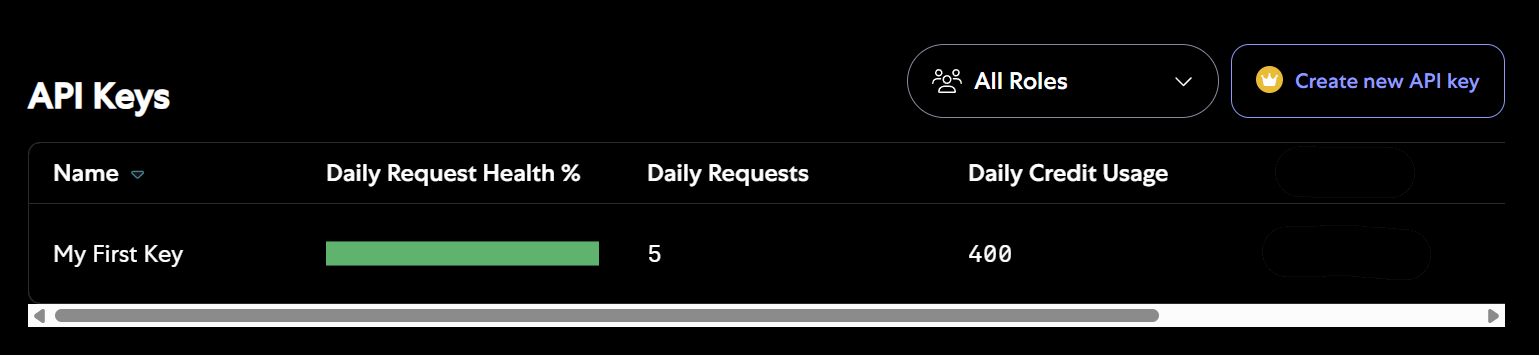 API Keys
All Roles
Create new API key
Name
Daily Request Health %
Daily Requests
Daily Credit Usage
My First Key
5
400